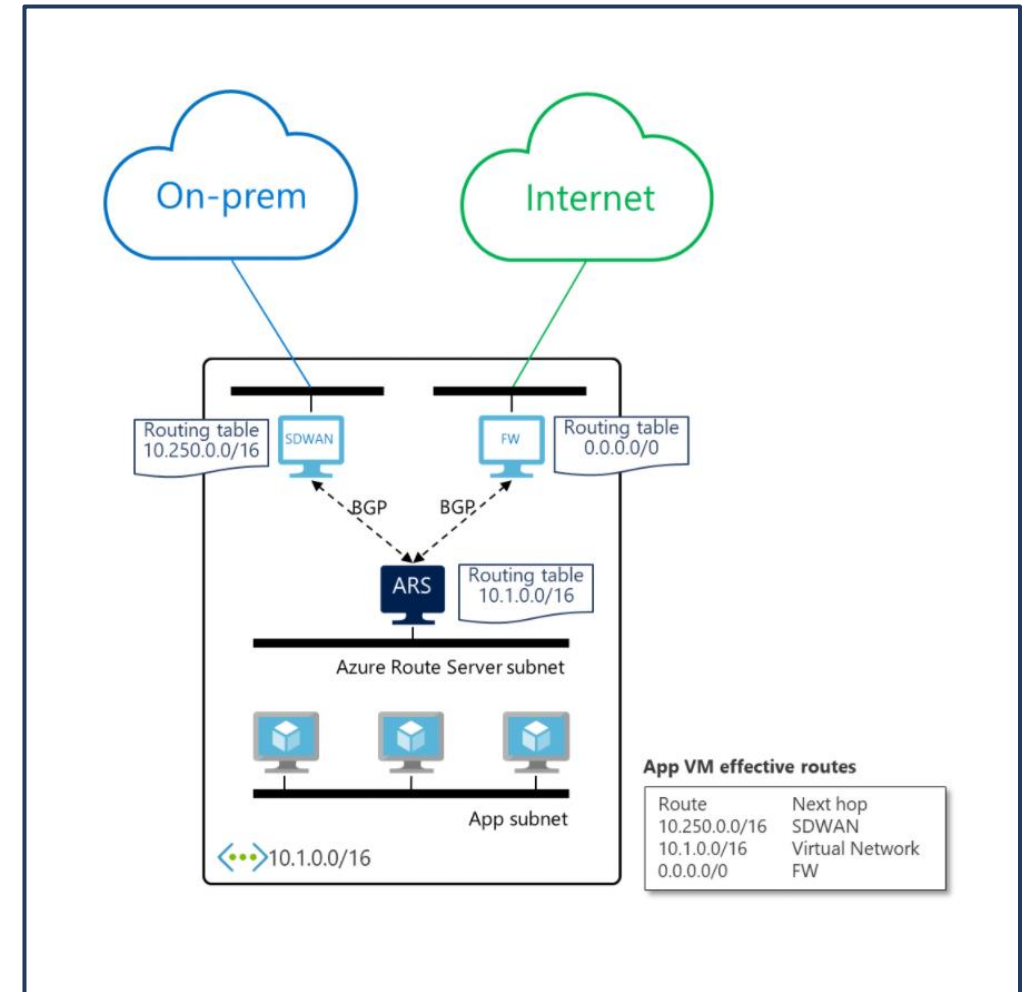 On-prem
Internet
Routing table
10.250.0.0/16
SDWAN
FW
Routing table
0.0.0.0/0
BGP
BGP
ARS
Routing table
10.1.0.0/16
Azure Route Server subnet
App subnet
10.1.0.0/16
App VM effective routes
Route Next hop
10.250.0.0/16 SDWAN
10.1.0.0/16 Virtual Network
0.0.0.0/0 FW